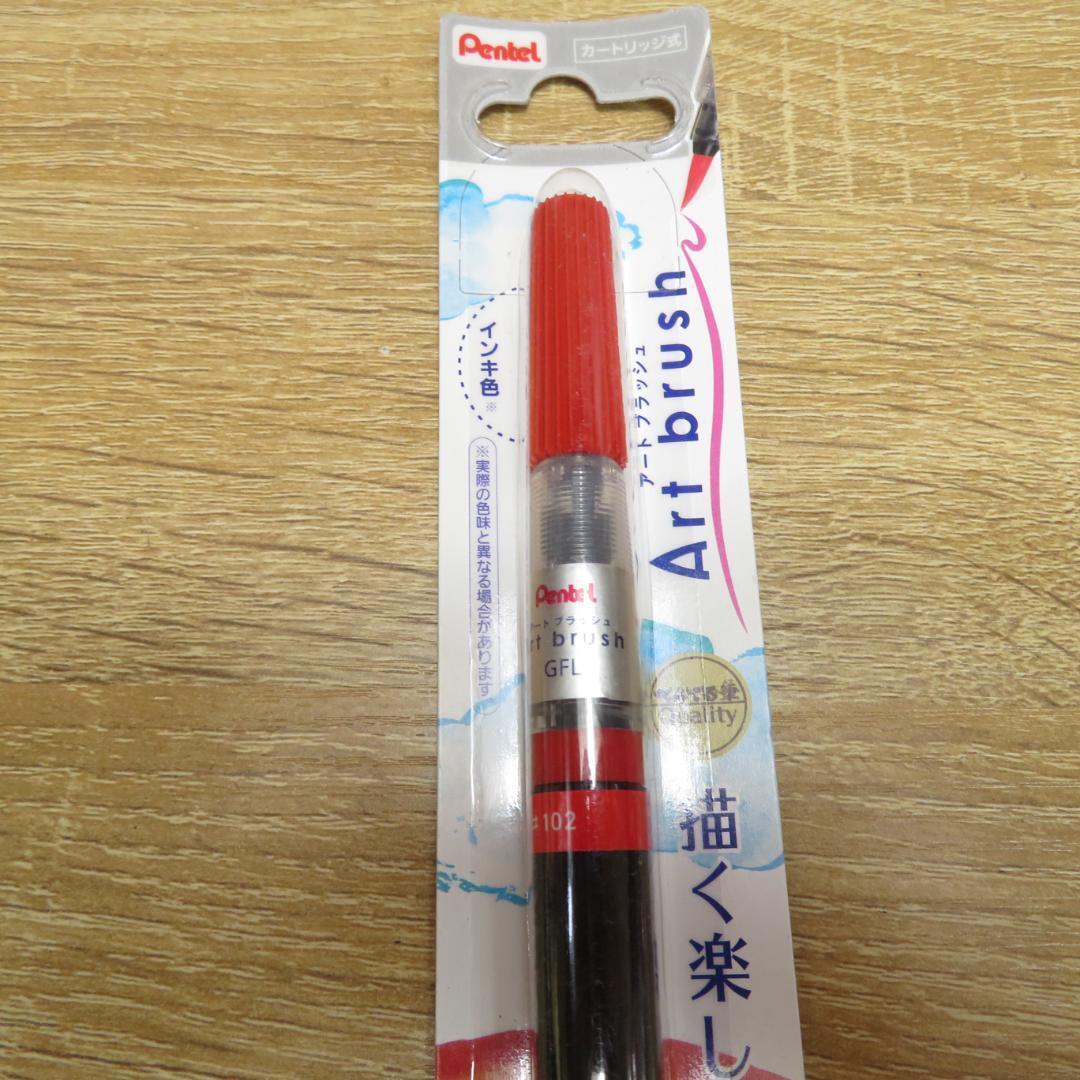 Pentel
カートリッジ式
アート ブラッシュ
Art brush
インキ色
※
※実際の色味と異なる場合があります
Pentel
ート ブラッシュ
rt brush
GFL
Quality
102
描く楽し